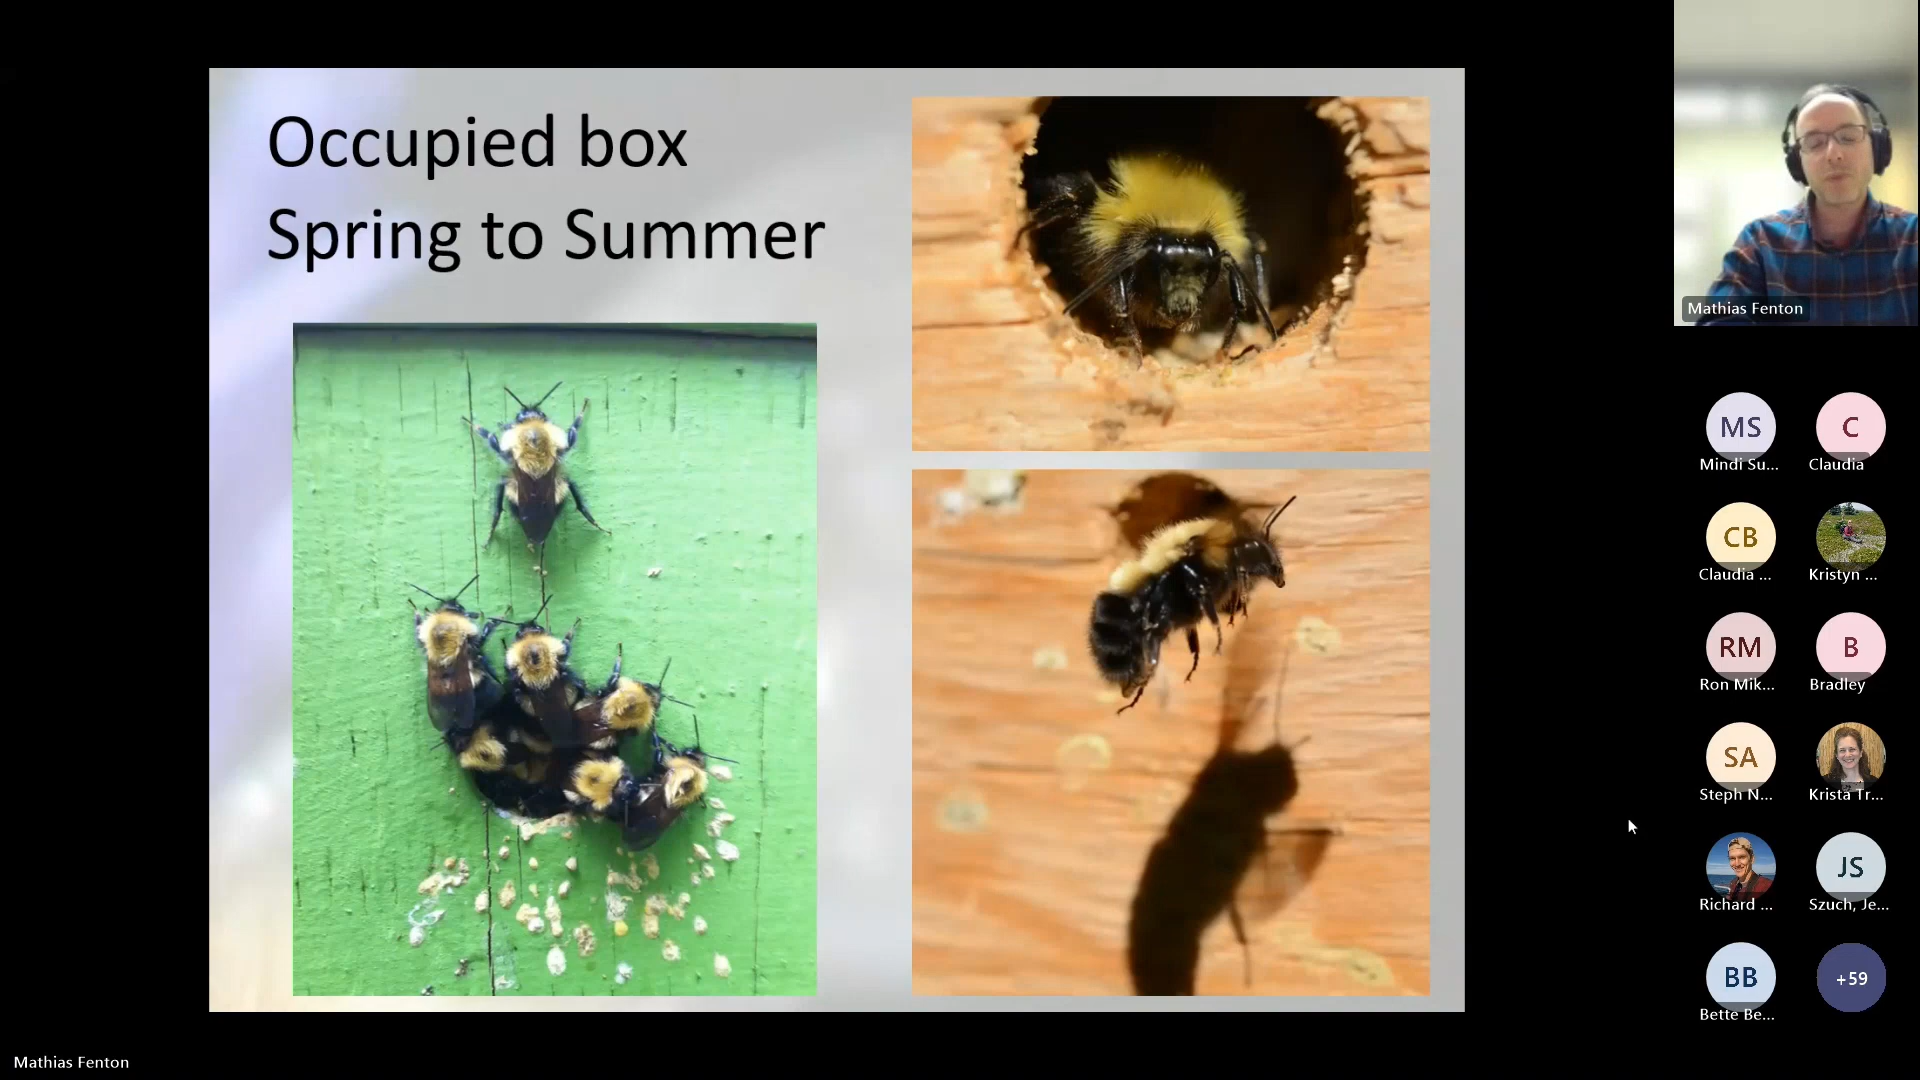 Occupied box
Spring to Summer
Mathias Fenton
MS
Mindi Su...
C
Claudia
CB
Claudia ...
Kristyn ...
RM
Ron Mik...
B
Bradley
SA
Steph N...
Krista Tr...
Richard ...
JS
Szuch, Je...
BB
Bette Be...
+59
Mathias Fenton